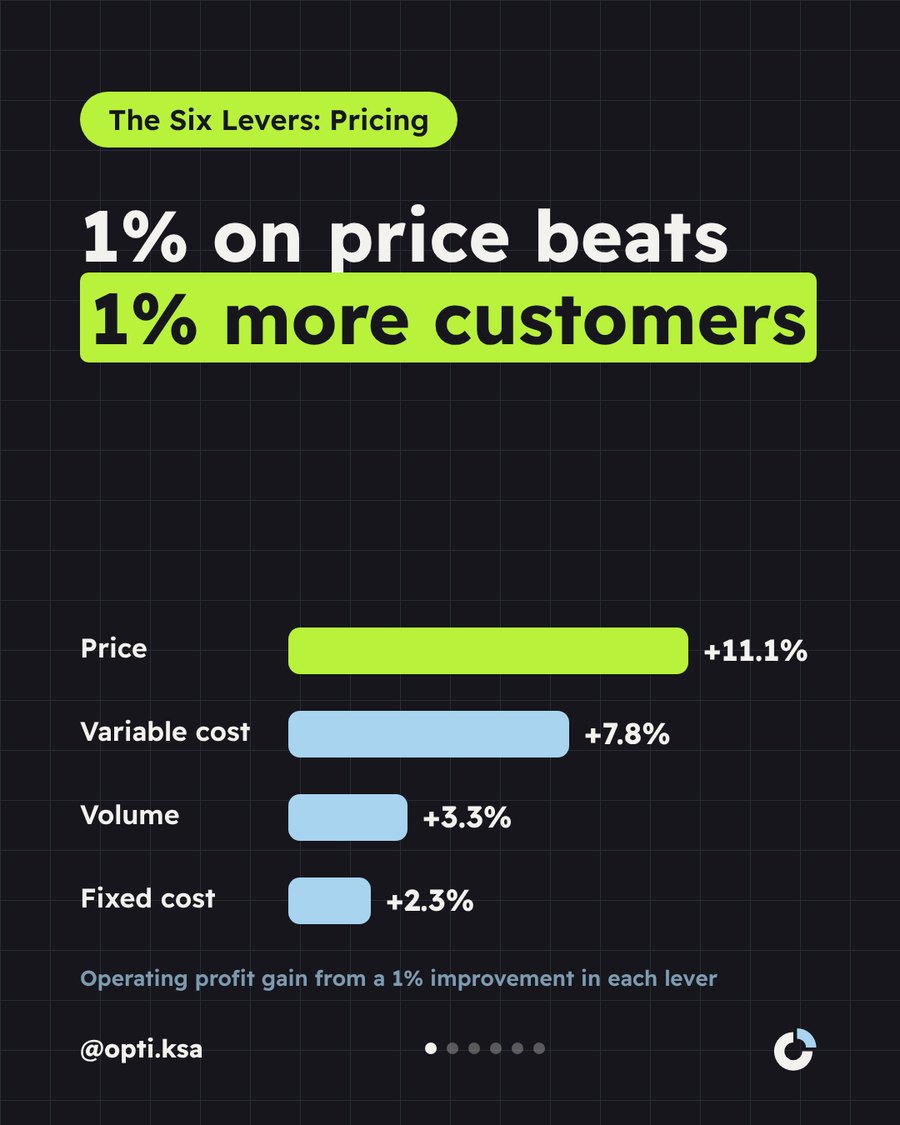 The Six Levers: Pricing
1% on price beats
1% more customers
Price
+11.1%
Variable cost
+7.8%
Volume
+3.3%
Fixed cost
+2.3%
Operating profit gain from a 1% improvement in each lever
@opti.ksa